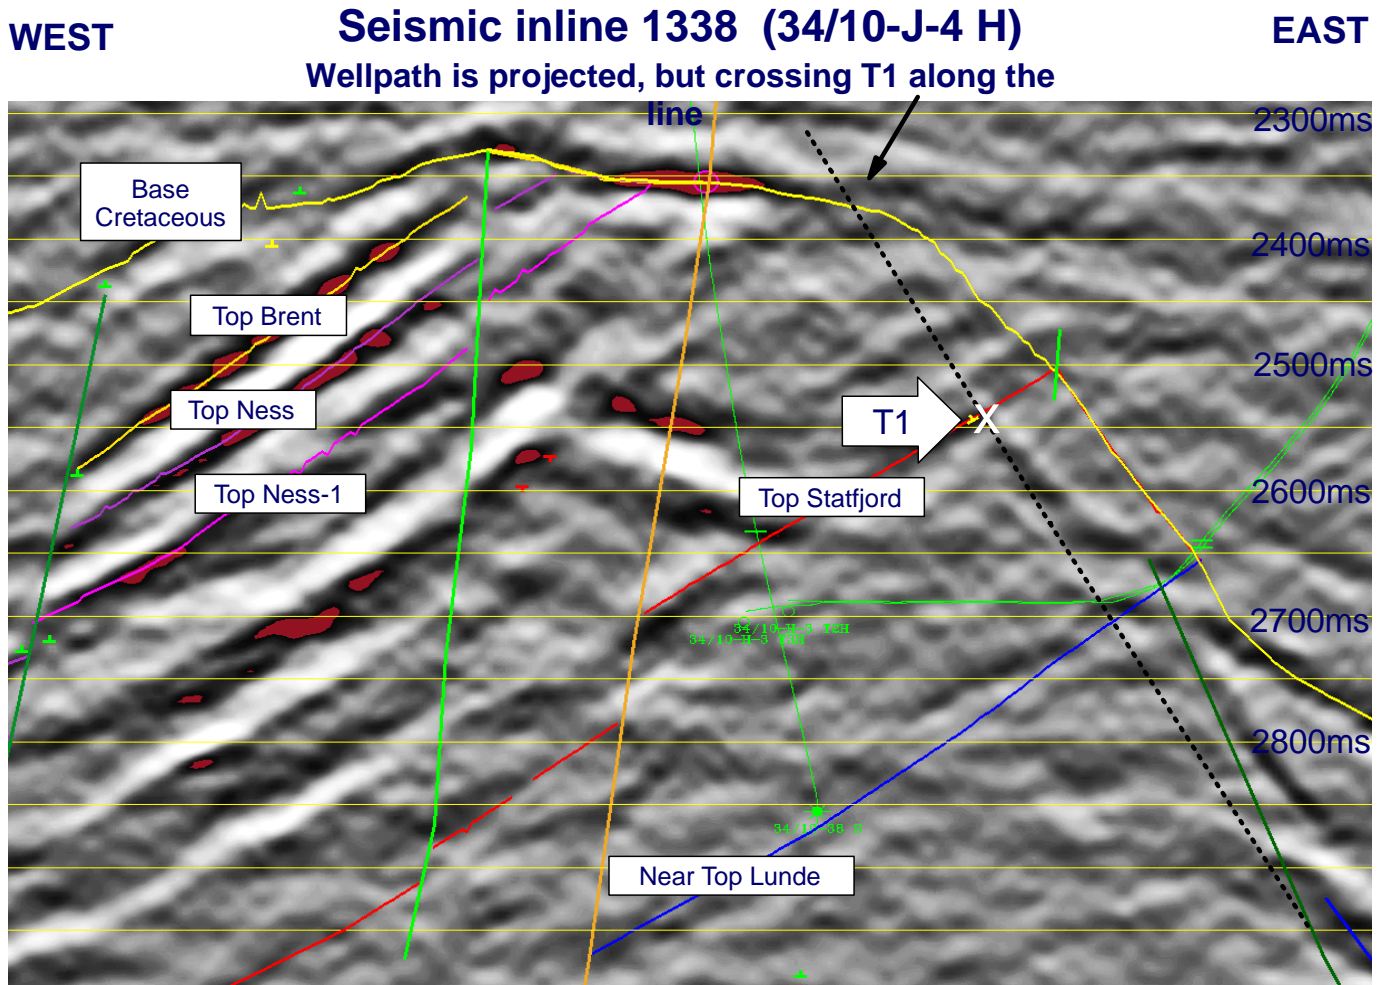 WEST
Seismic inline 1338 (34/10-J-4 H)
EAST
Wellpath is projected, but crossing T1 along the
line
2300ms
Base
Cretaceous
2400ms
Top Brent
2500ms
Top Ness
T1
X
Top Ness-1
Top Statfjord
2600ms
2700ms
2800ms
Near Top Lunde